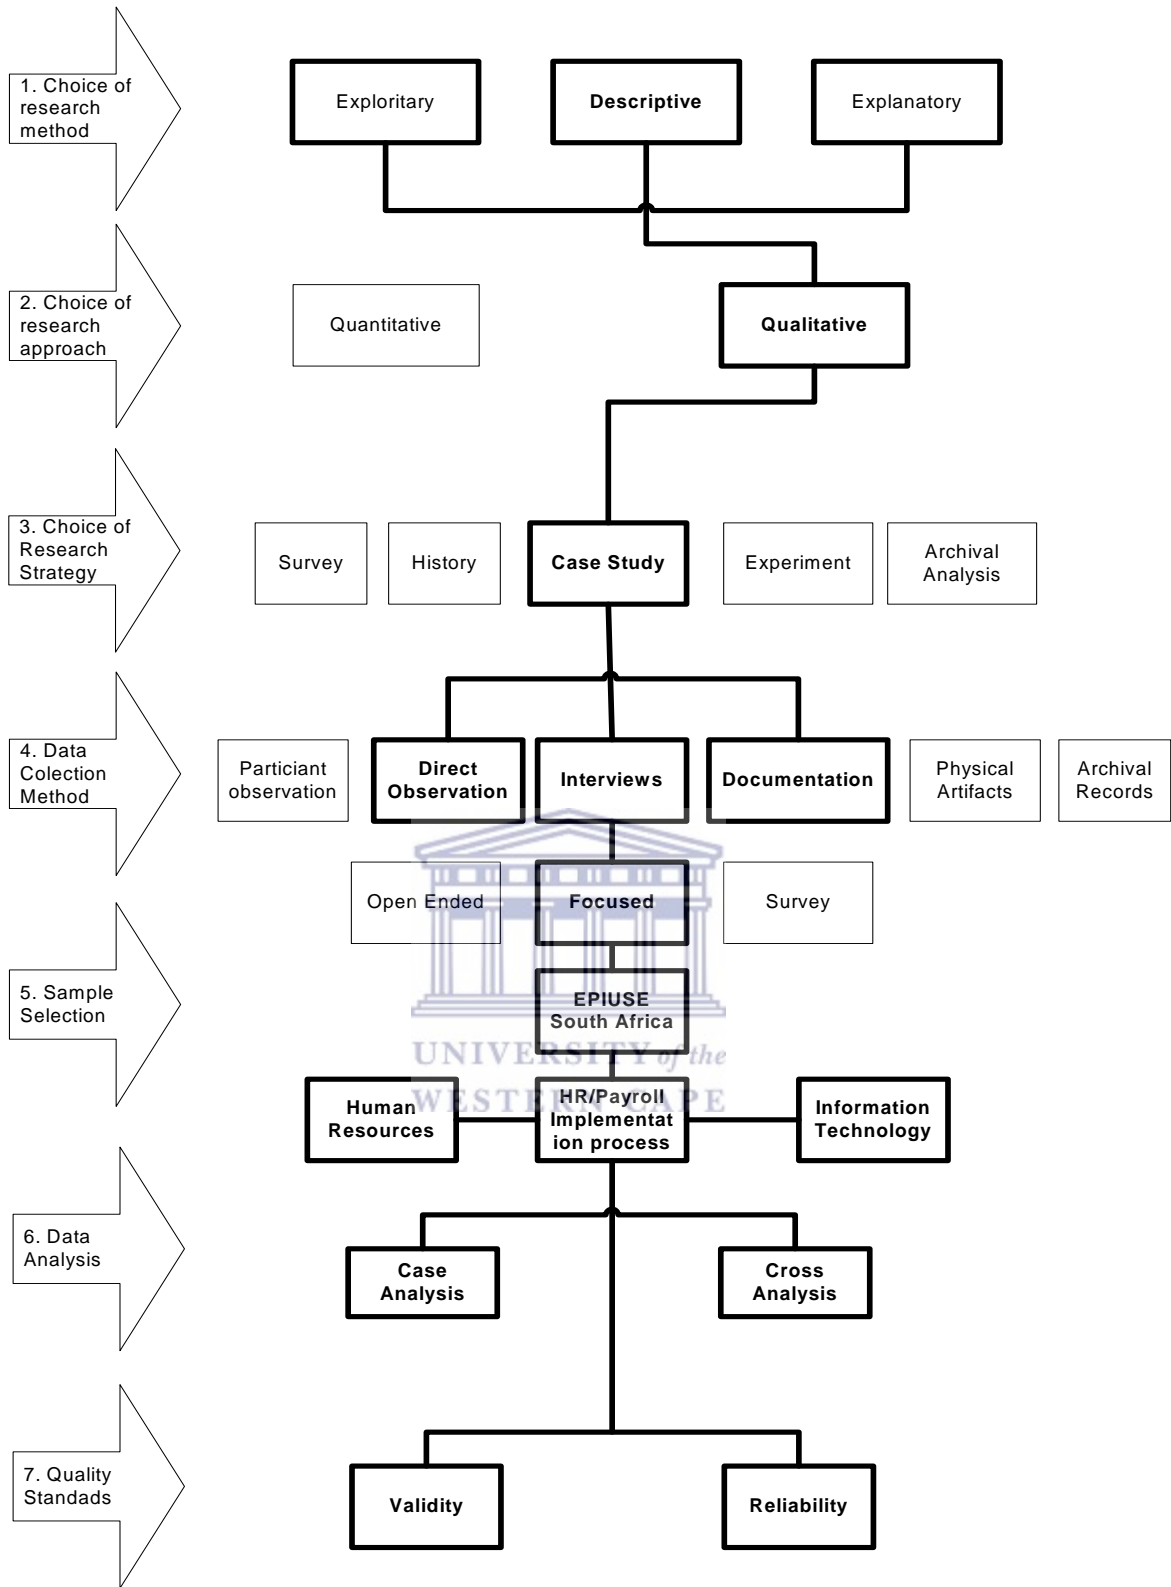 1. Choice of
research
method
Exploritary
Descriptive
Explanatory
2. Choice of
research
approach
Quantitative
Qualitative
3. Choice of
Research
Strategy
Survey
History
Case Study
Experiment
Archival
Analysis
4. Data
Colection
Method
Particiant
observation
Direct
Observation
Interviews
Documentation
Physical
Artifacts
Archival
Records
Open Ended
Focused
Survey
5. Sample
Selection
EPIUSE
South Africa
UNIVERSITY of the
WESTERN CAPE
Human
Resources
HR/Payroll
Implementat
ion process
Information
Technology
6. Data
Analysis
Case
Analysis
Cross
Analysis
7. Quality
Standads
Validity
Reliability